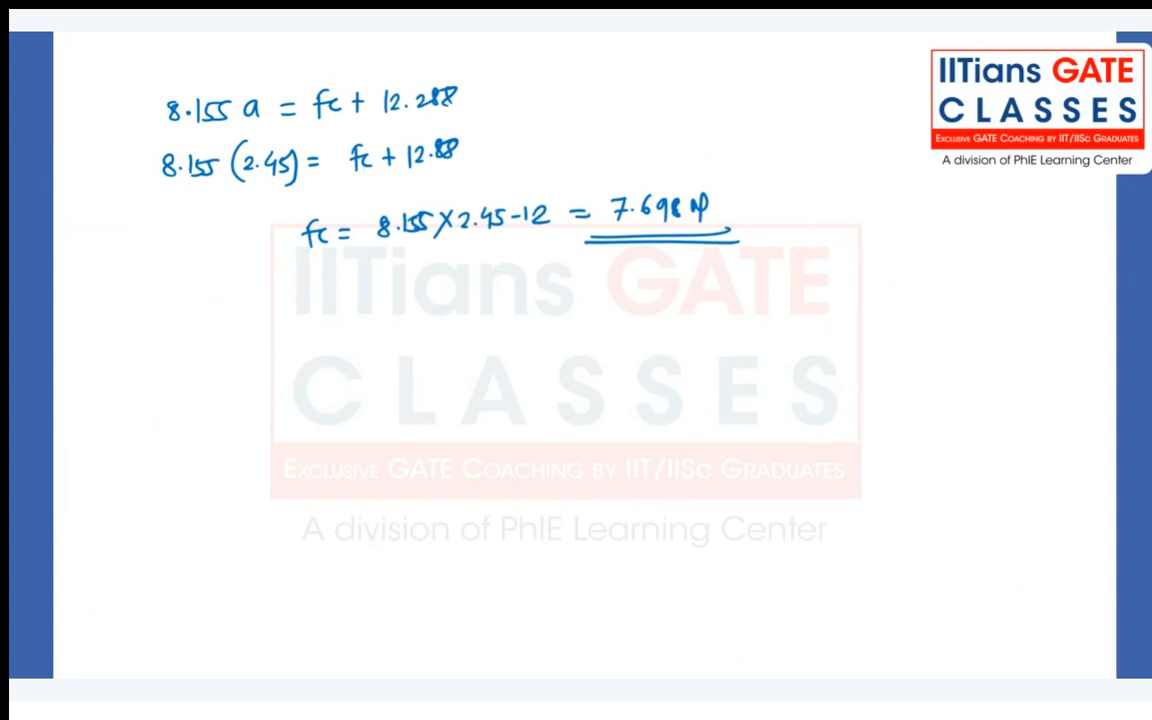 IITians GATE
CLASSES
EXCLUSIVE GATE COACHING BY IIT/IISc GRADUATES
A division of PhIE Learning Center
8.155 a = fc + 12.288
8.155 (2.45) = fc + 12.88
fc = 8.155 × 2.45 - 12 = 7.698
IITians GATE
CLASSES
EXCLUSIVE GATE COACHING BY IIT/IISc GRADUATES
A division of PhIE Learning Center